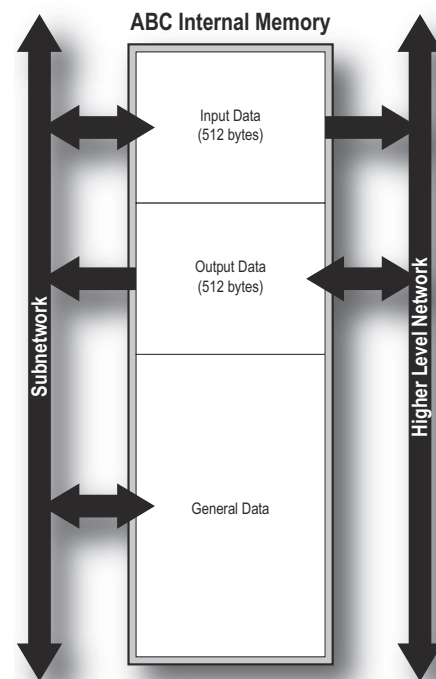 ABC Internal Memory
Input Data
(512 bytes)
Output Data
(512 bytes)
General Data
Subnetwork
Higher Level Network